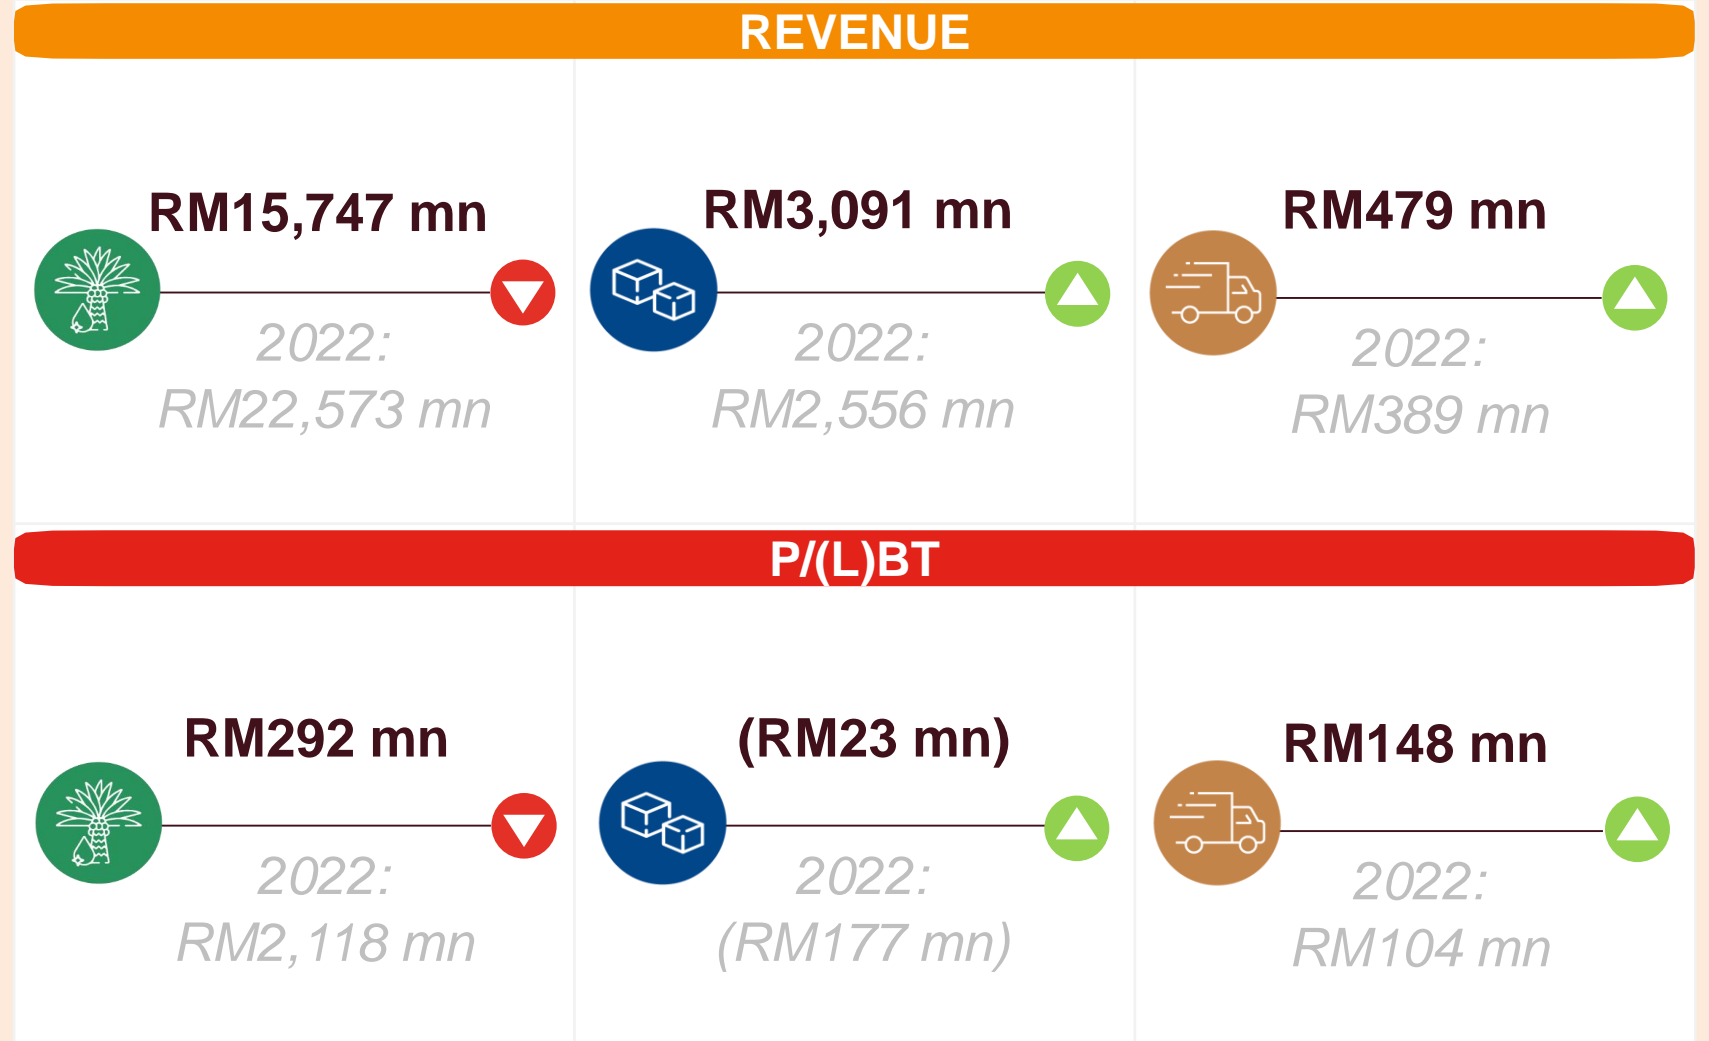 REVENUE
RM15,747 mn
2022:
RM22,573 mn
RM3,091 mn
2022:
RM2,556 mn
RM479 mn
2022:
RM389 mn
P/(L)BT
RM292 mn
2022:
RM2,118 mn
(RM23 mn)
2022:
(RM177 mn)
RM148 mn
2022:
RM104 mn